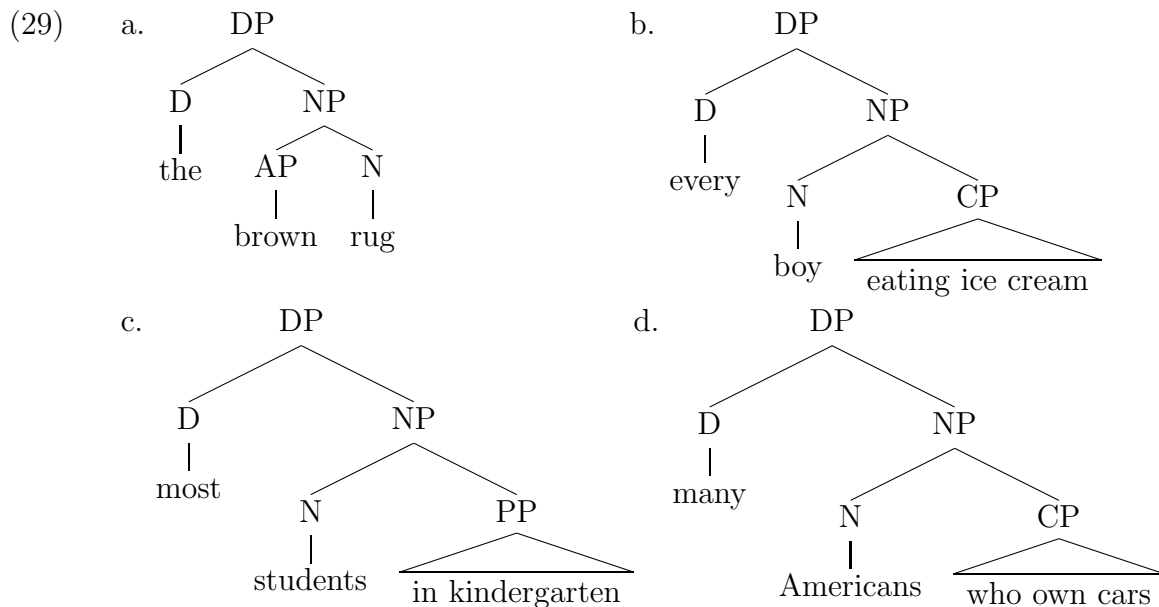 (29) a. DP b. DP
D NP D NP
the AP N every N CP
brown rug boy eating ice cream
c. DP d. DP
D NP D NP
most N PP many N CP
students in kindergarten Americans who own cars